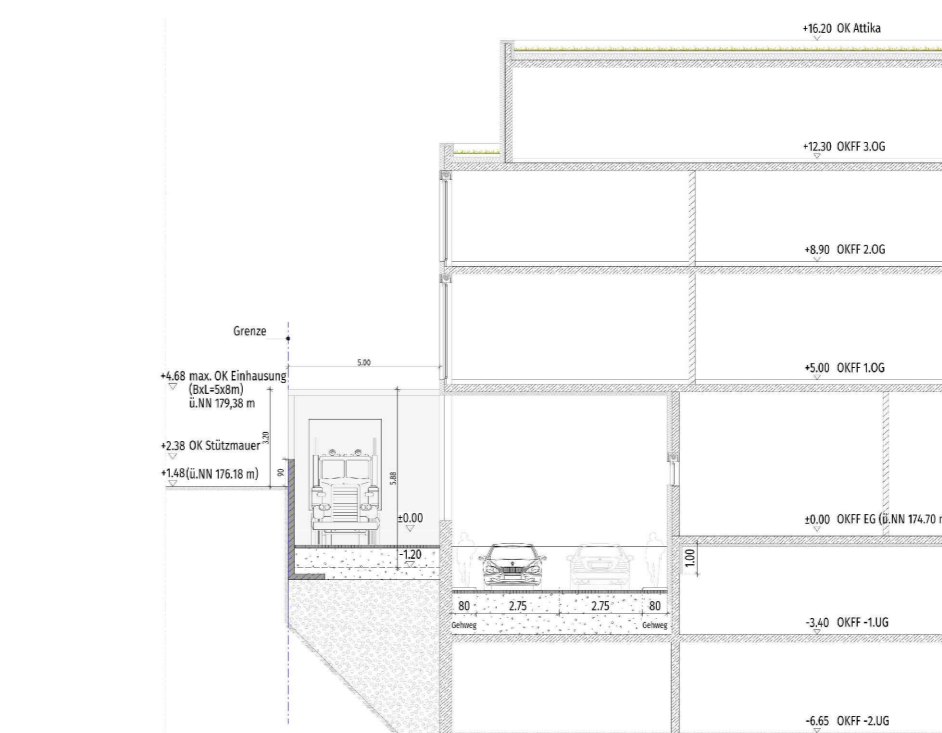 +16.20 OK Attika
+12.30 OKFF 3.OG
+8.90 OKFF 2.OG
Grenze
5.00
+5.00 OKFF 1.OG
+4.68 max. OK Einhausung
(BxL=5x8m)
ü.NN 179,38 m
3.20
+2.38 OK Stützmauer
+1.48 (ü.NN 176.18 m)
90
5.88
±0.00
±0.00 OKFF EG (ü.NN 174.70 m
-1.20
1.00
80 2.75 2.75 80
Gehweg Gehweg
-3.40 OKFF -1.UG
-6.65 OKFF -2.UG